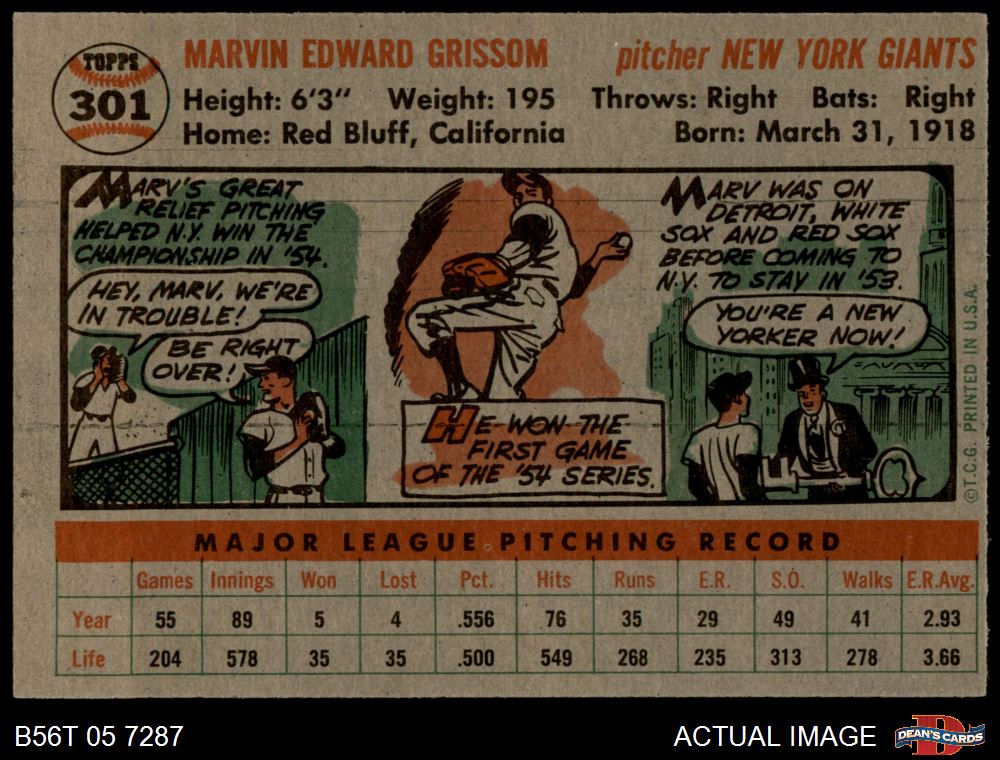 TOPPS
301
MARVIN EDWARD GRISSOM
pitcher NEW YORK GIANTS
Height: 6'3" Weight: 195 Throws: Right Bats: Right
Home: Red Bluff, California Born: March 31, 1918
MARV'S GREAT
RELIEF PITCHING
HELPED N.Y. WIN THE
CHAMPIONSHIP IN '54.
HEY, MARV, WE'RE
IN TROUBLE!
BE RIGHT
OVER!
HE WON THE
FIRST GAME
OF THE '54 SERIES.
MARV WAS ON
DETROIT, WHITE
SOX AND RED SOX
BEFORE COMING TO
N.Y. TO STAY IN '53.
YOU'RE A NEW
YORKER NOW!
©T.C.G. PRINTED IN U.S.A.
MAJOR LEAGUE PITCHING RECORD
Games Innings Won Lost Pct. Hits Runs E.R. S.O. Walks E.R.Avg.
Year 55 89 5 4 .556 76 35 29 49 41 2.93
Life 204 578 35 35 .500 549 268 235 313 278 3.66
B56T 05 7287
ACTUAL IMAGE
DEAN'S CARDS